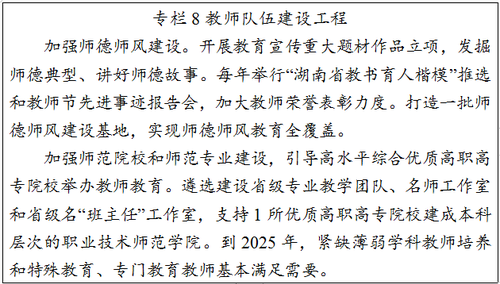 专栏 8 教师队伍建设工程
加强师德师风建设。开展教育宣传重大题材作品立项，发掘
师德典型、讲好师德故事。每年举行“湖南省教书育人楷模”推选
和教师节先进事迹报告会，加大教师荣誉表彰力度。打造一批师
德师风建设基地，实现师德师风教育全覆盖。
加强师范院校和师范专业建设，引导高水平综合优质高职高
专院校举办教师教育。遴选建设省级专业教学团队、名师工作室
和省级名“班主任”工作室，支持 1 所优质高职高专院校建成本科
层次的职业技术师范学院。到 2025 年，紧缺薄弱学科教师培养
和特殊教育、专门教育教师基本满足需要。